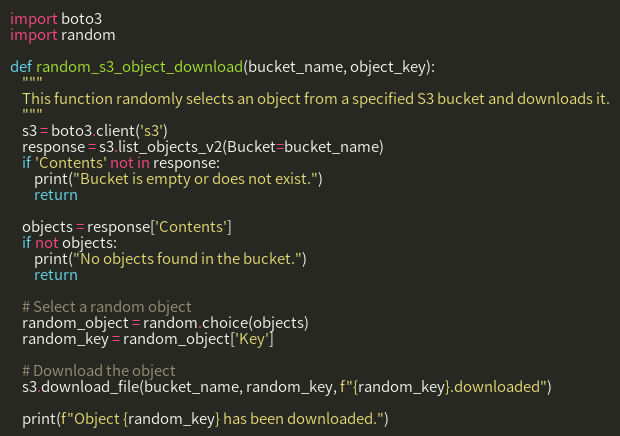 import boto3
import random

def random_s3_object_download(bucket_name, object_key):
    """
    This function randomly selects an object from a specified S3 bucket and downloads it.
    """
    s3 = boto3.client('s3')
    response = s3.list_objects_v2(Bucket=bucket_name)
    if 'Contents' not in response:
        print("Bucket is empty or does not exist.")
        return

    objects = response['Contents']
    if not objects:
        print("No objects found in the bucket.")
        return

    # Select a random object
    random_object = random.choice(objects)
    random_key = random_object['Key']

    # Download the object
    s3.download_file(bucket_name, random_key, f"{random_key}.downloaded")

    print(f"Object {random_key} has been downloaded.")